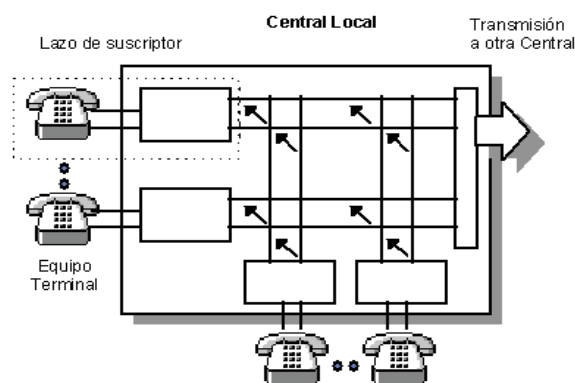 Central Local
Transmisión
a otra Central
Lazo de suscriptor
Equipo
Terminal